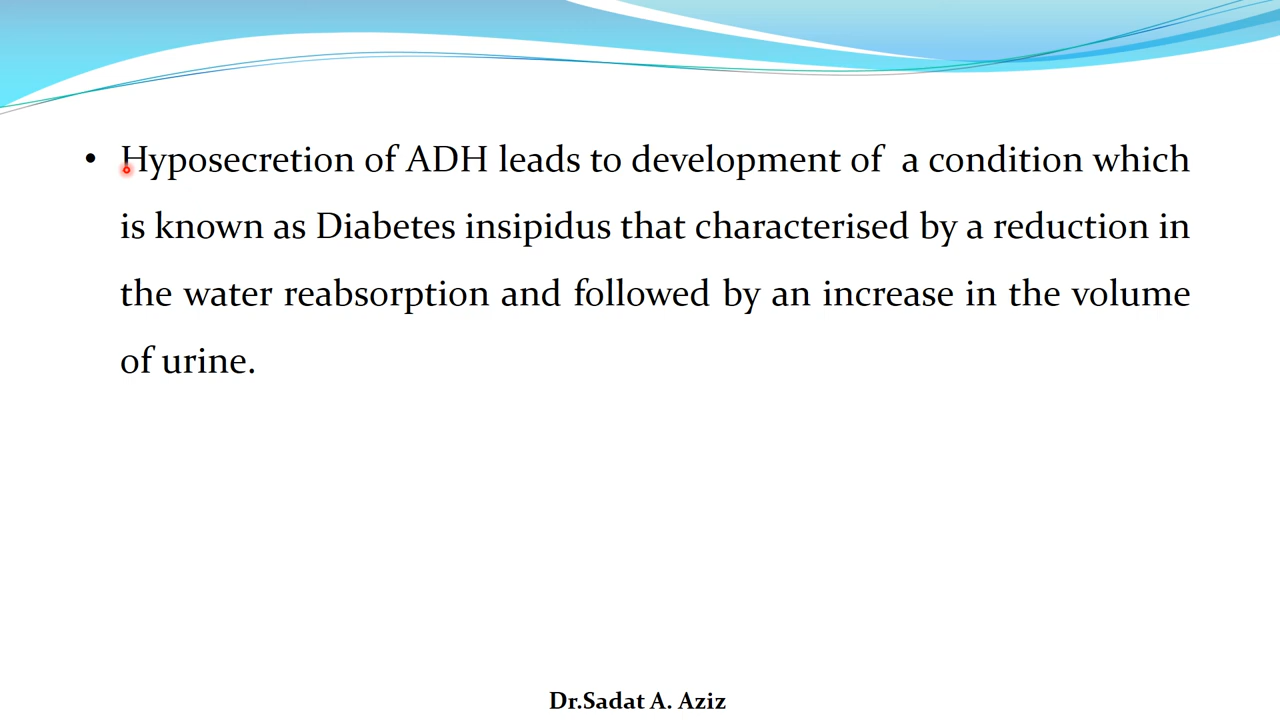 • Hyposecretion of ADH leads to development of  a condition which
is known as Diabetes insipidus that characterised by a reduction in
the water reabsorption and followed by an increase in the volume
of urine.
Dr.Sadat A. Aziz